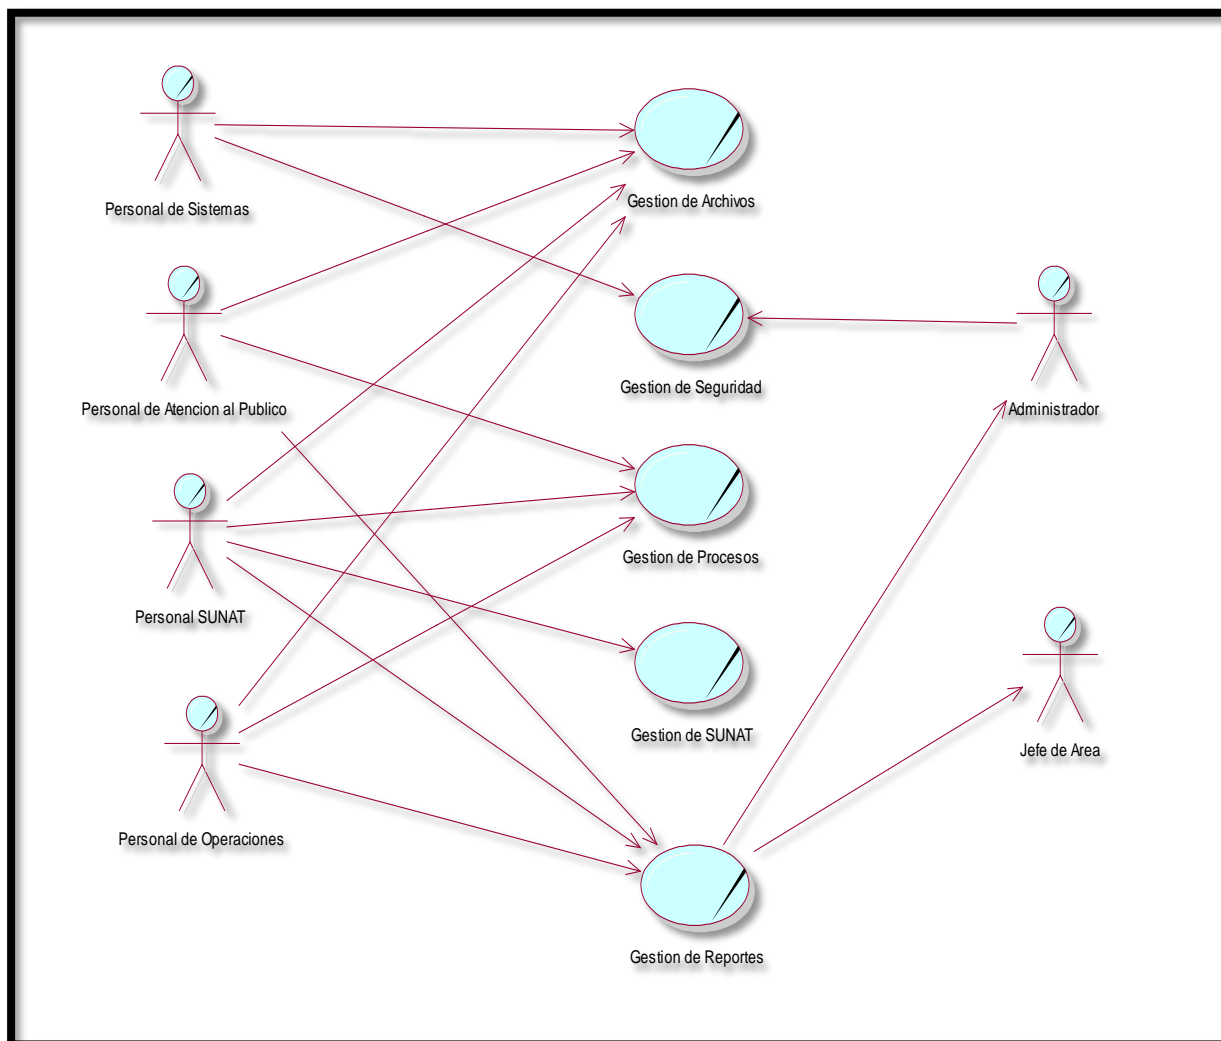 Personal de Sistemas
Gestion de Archivos
Personal de Atencion al Publico
Gestion de Seguridad
Administrador
Personal SUNAT
Gestion de Procesos
Gestion de SUNAT
Jefe de Area
Personal de Operaciones
Gestion de Reportes